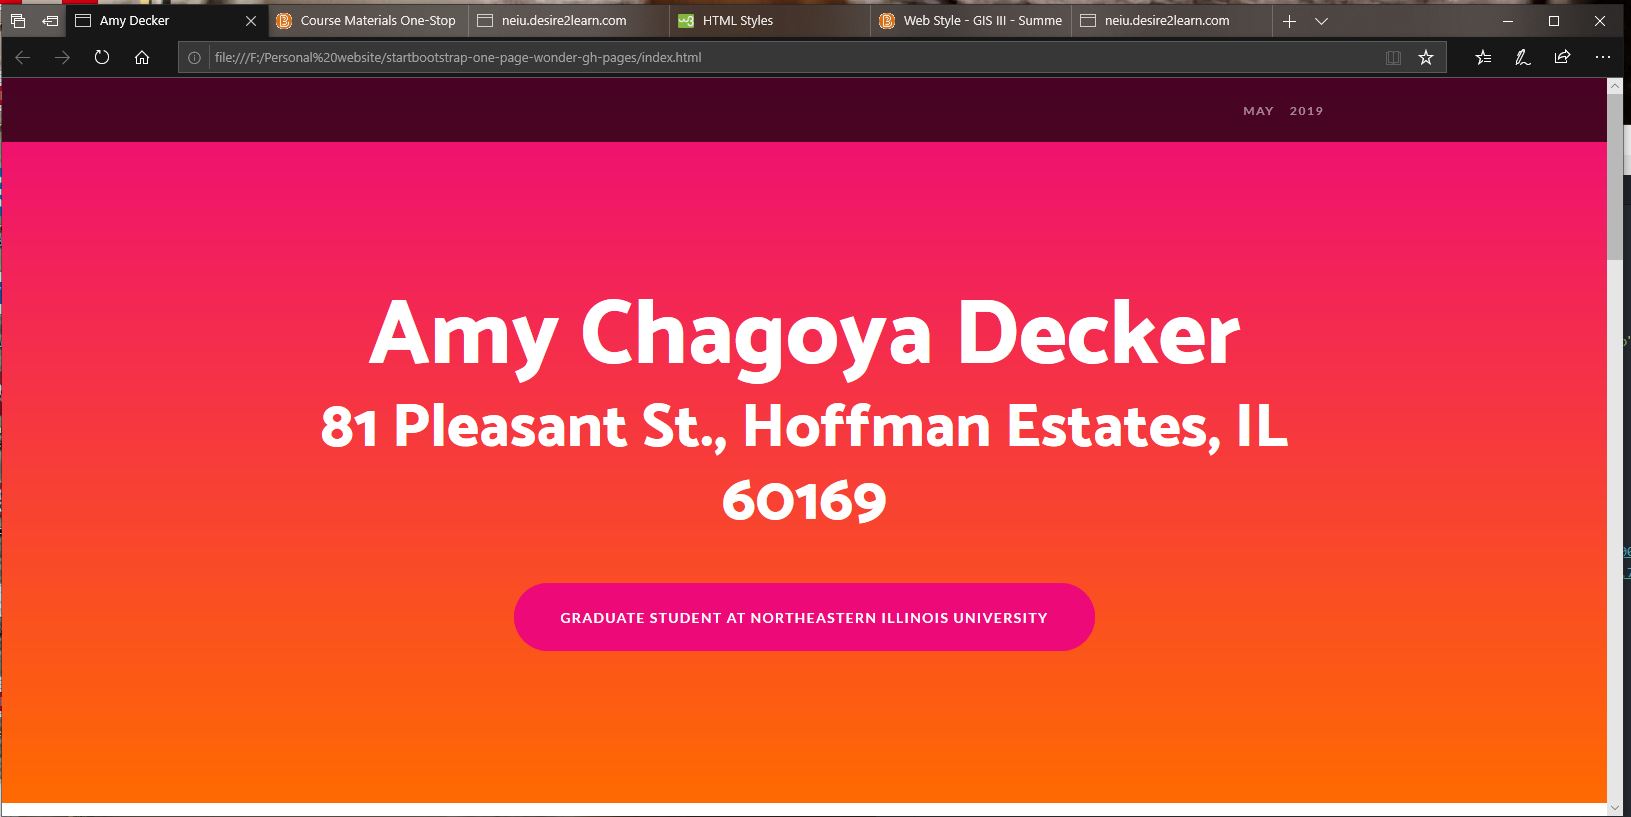 Amy Decker
Course Materials One-Stop
neiu.desire2learn.com
HTML Styles
Web Style - GIS III - Summe
neiu.desire2learn.com
file:///F:/Personal%20website/startbootstrap-one-page-wonder-gh-pages/index.html
MAY 2019
Amy Chagoya Decker
81 Pleasant St., Hoffman Estates, IL
60169
GRADUATE STUDENT AT NORTHEASTERN ILLINOIS UNIVERSITY